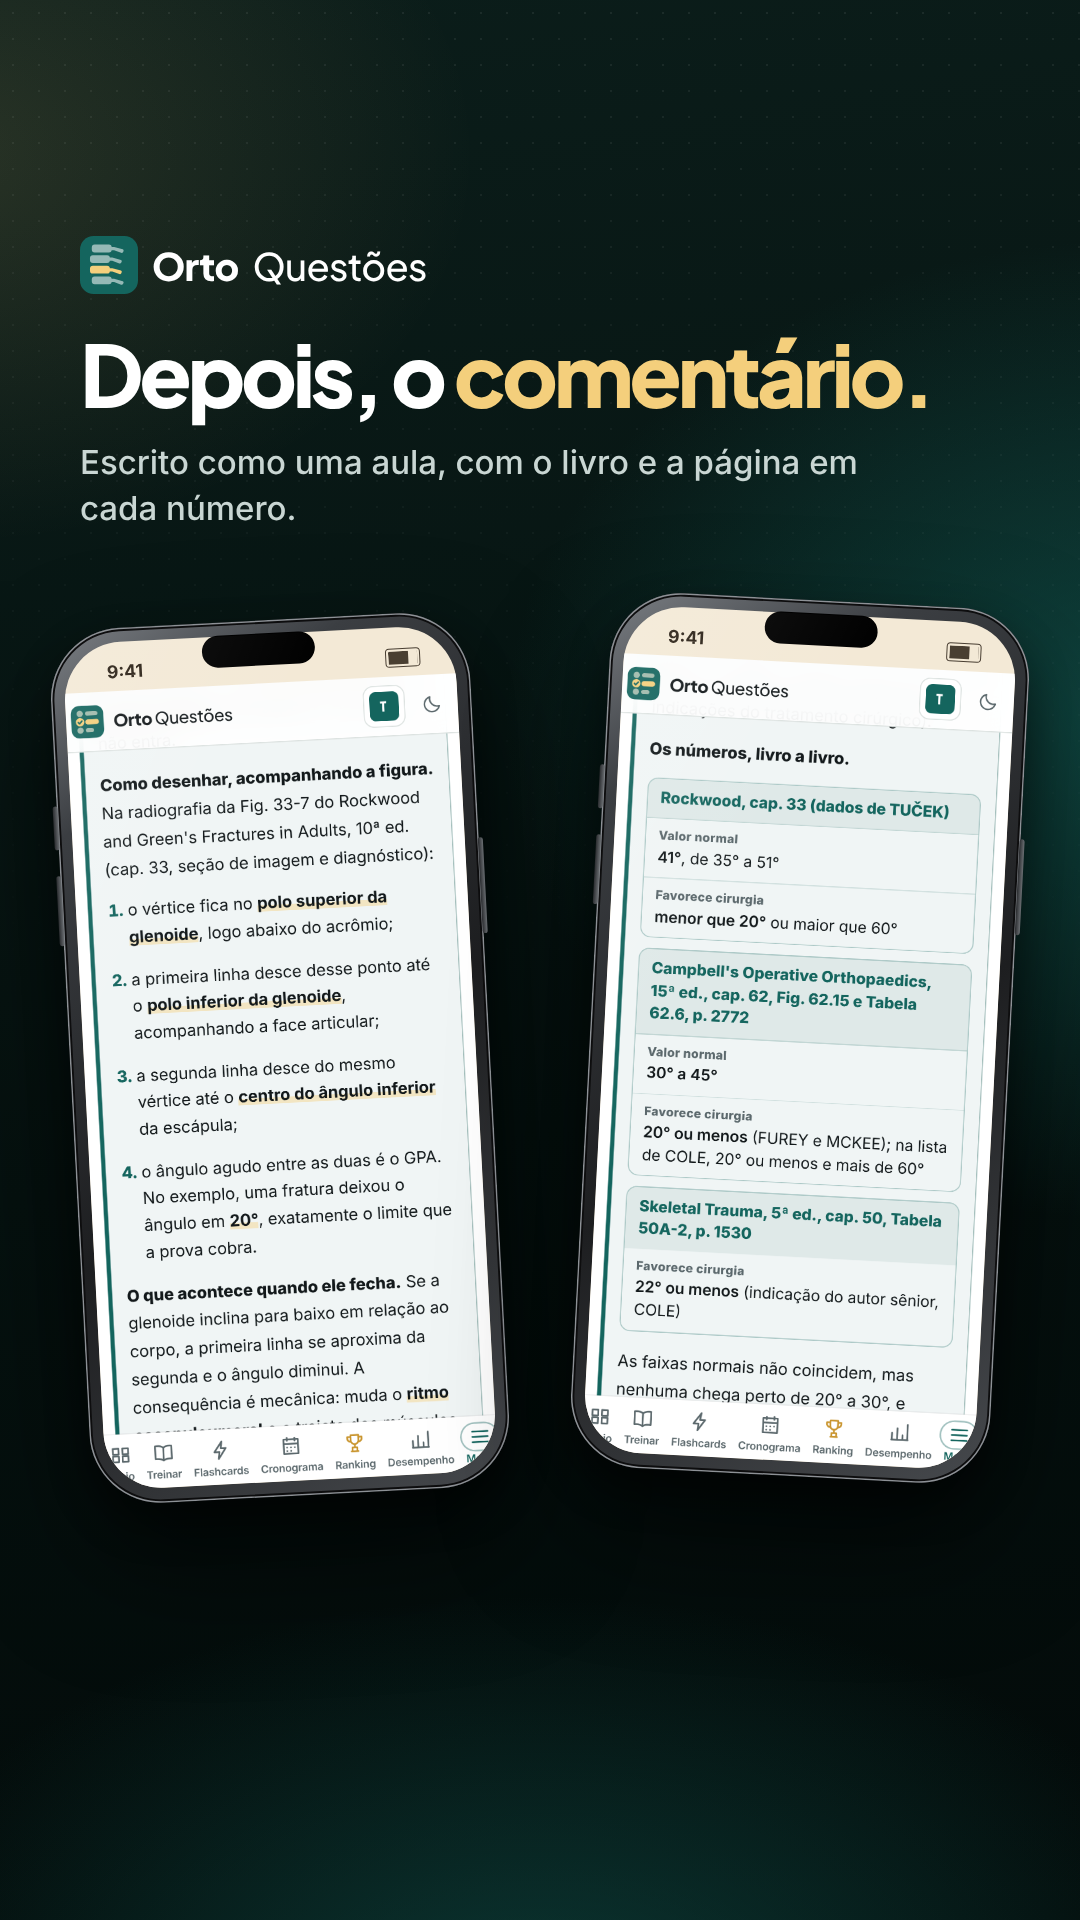 Orto Questões
Depois, o comentário.
Escrito como uma aula, com o livro e a página em
cada número.
9:41
Orto Questões
T
não entra.
Como desenhar, acompanhando a figura.
Na radiografia da Fig. 33-7 do Rockwood
and Green's Fractures in Adults, 10ª ed.
(cap. 33, seção de imagem e diagnóstico):
1. o vértice fica no polo superior da
glenoide, logo abaixo do acrômio;
2. a primeira linha desce desse ponto até
o polo inferior da glenoide,
acompanhando a face articular;
3. a segunda linha desce do mesmo
vértice até o centro do ângulo inferior
da escápula;
4. o ângulo agudo entre as duas é o GPA.
No exemplo, uma fratura deixou o
ângulo em 20°, exatamente o limite que
a prova cobra.
O que acontece quando ele fecha. Se a
glenoide inclina para baixo em relação ao
corpo, a primeira linha se aproxima da
segunda e o ângulo diminui. A
consequência é mecânica: muda o ritmo
Treinar
Flashcards
Cronograma
Ranking
Desempenho
9:41
Orto Questões
T
indicações do tratamento cirúrgico).
Os números, livro a livro.
Rockwood, cap. 33 (dados de TUČEK)
Valor normal
41°, de 35° a 51°
Favorece cirurgia
menor que 20° ou maior que 60°
Campbell's Operative Orthopaedics,
15ª ed., cap. 62, Fig. 62.15 e Tabela
62.6, p. 2772
Valor normal
30° a 45°
Favorece cirurgia
20° ou menos (FUREY e MCKEE); na lista
de COLE, 20° ou menos e mais de 60°
Skeletal Trauma, 5ª ed., cap. 50, Tabela
50A-2, p. 1530
Favorece cirurgia
22° ou menos (indicação do autor sênior,
COLE)
As faixas normais não coincidem, mas
nenhuma chega perto de 20° a 30°, e
Treinar
Flashcards
Cronograma
Ranking
Desempenho